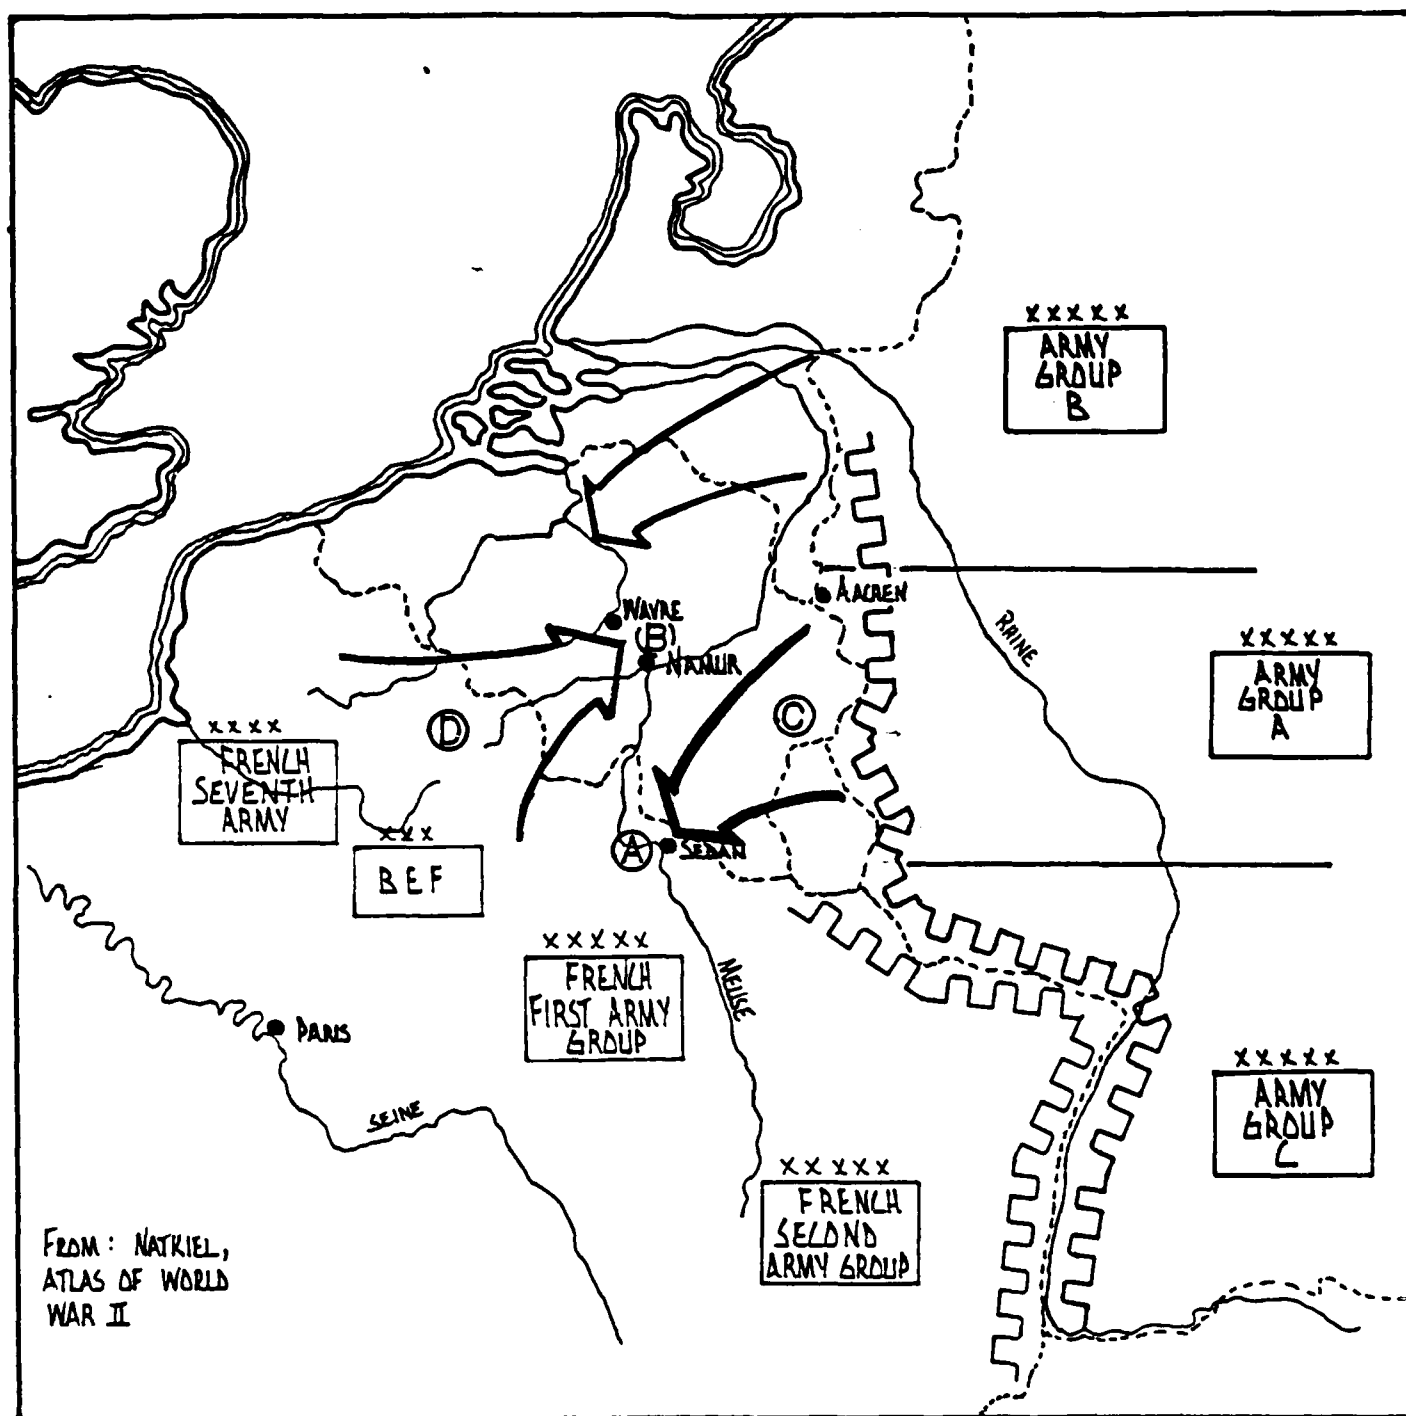 XXXXX
ARMY
GROUP
B
WAVRE
(B)
NAMUR
AACHEN
RHINE
XXXXX
ARMY
GROUP
A
C
D
XXXX
FRENCH
SEVENTH
ARMY
XXX
BEF
A
SEDAN
XXXXX
FRENCH
FIRST ARMY
GROUP
MEUSE
PARIS
SEINE
XXXXX
ARMY
GROUP
C
XXXXX
FRENCH
SECOND
ARMY GROUP
FROM: NATKIEL,
ATLAS OF WORLD
WAR II